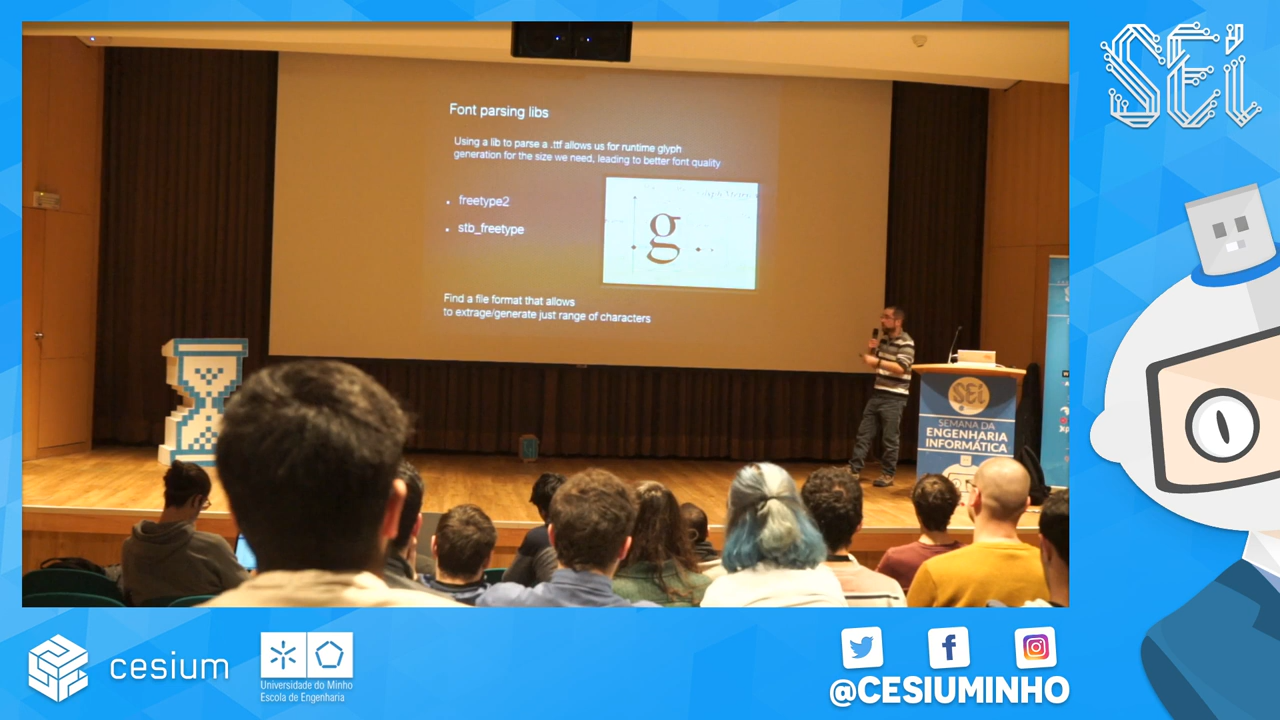 SEi
Font parsing libs
Using a lib to parse a .ttf allows us for runtime glyph
generation for the size we need, leading to better font quality
• freetype2
• stb_freetype
Find a file format that allows
to extrage/generate just range of characters
SEi
SEMANA DA
ENGENHARIA
INFORMÁTICA
g
cesium
Universidade do Minho
Escola de Engenharia
@CESIUMINHO